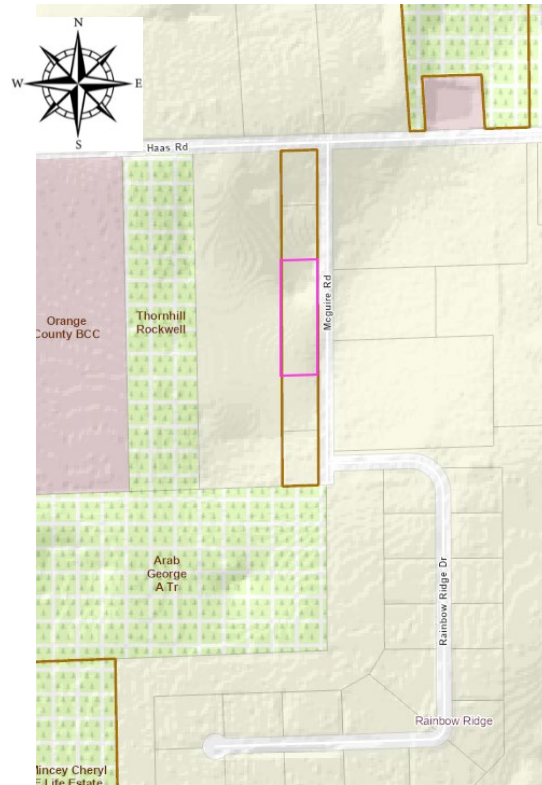 N
W
E
S
Haas Rd
Mcguire Rd
Orange
County BCC
Thornhill
Rockwell
Arab
George
A Tr
Rainbow Ridge Dr
Rainbow Ridge
Mincey Cheryl
F Life Estate